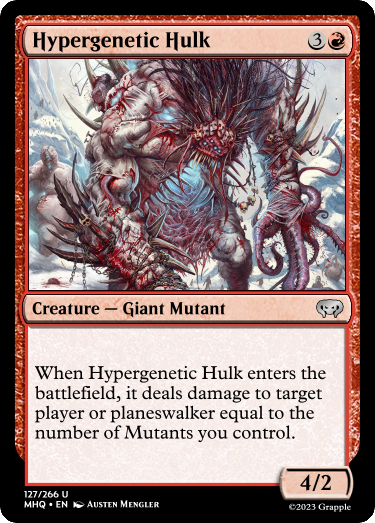 Hypergenetic Hulk 3
Creature — Giant Mutant
When Hypergenetic Hulk enters the
battlefield, it deals damage to target
player or planeswalker equal to the
number of Mutants you control.
4/2
127/266 U
MHQ • EN Austen Mengler
©2023 Grapple